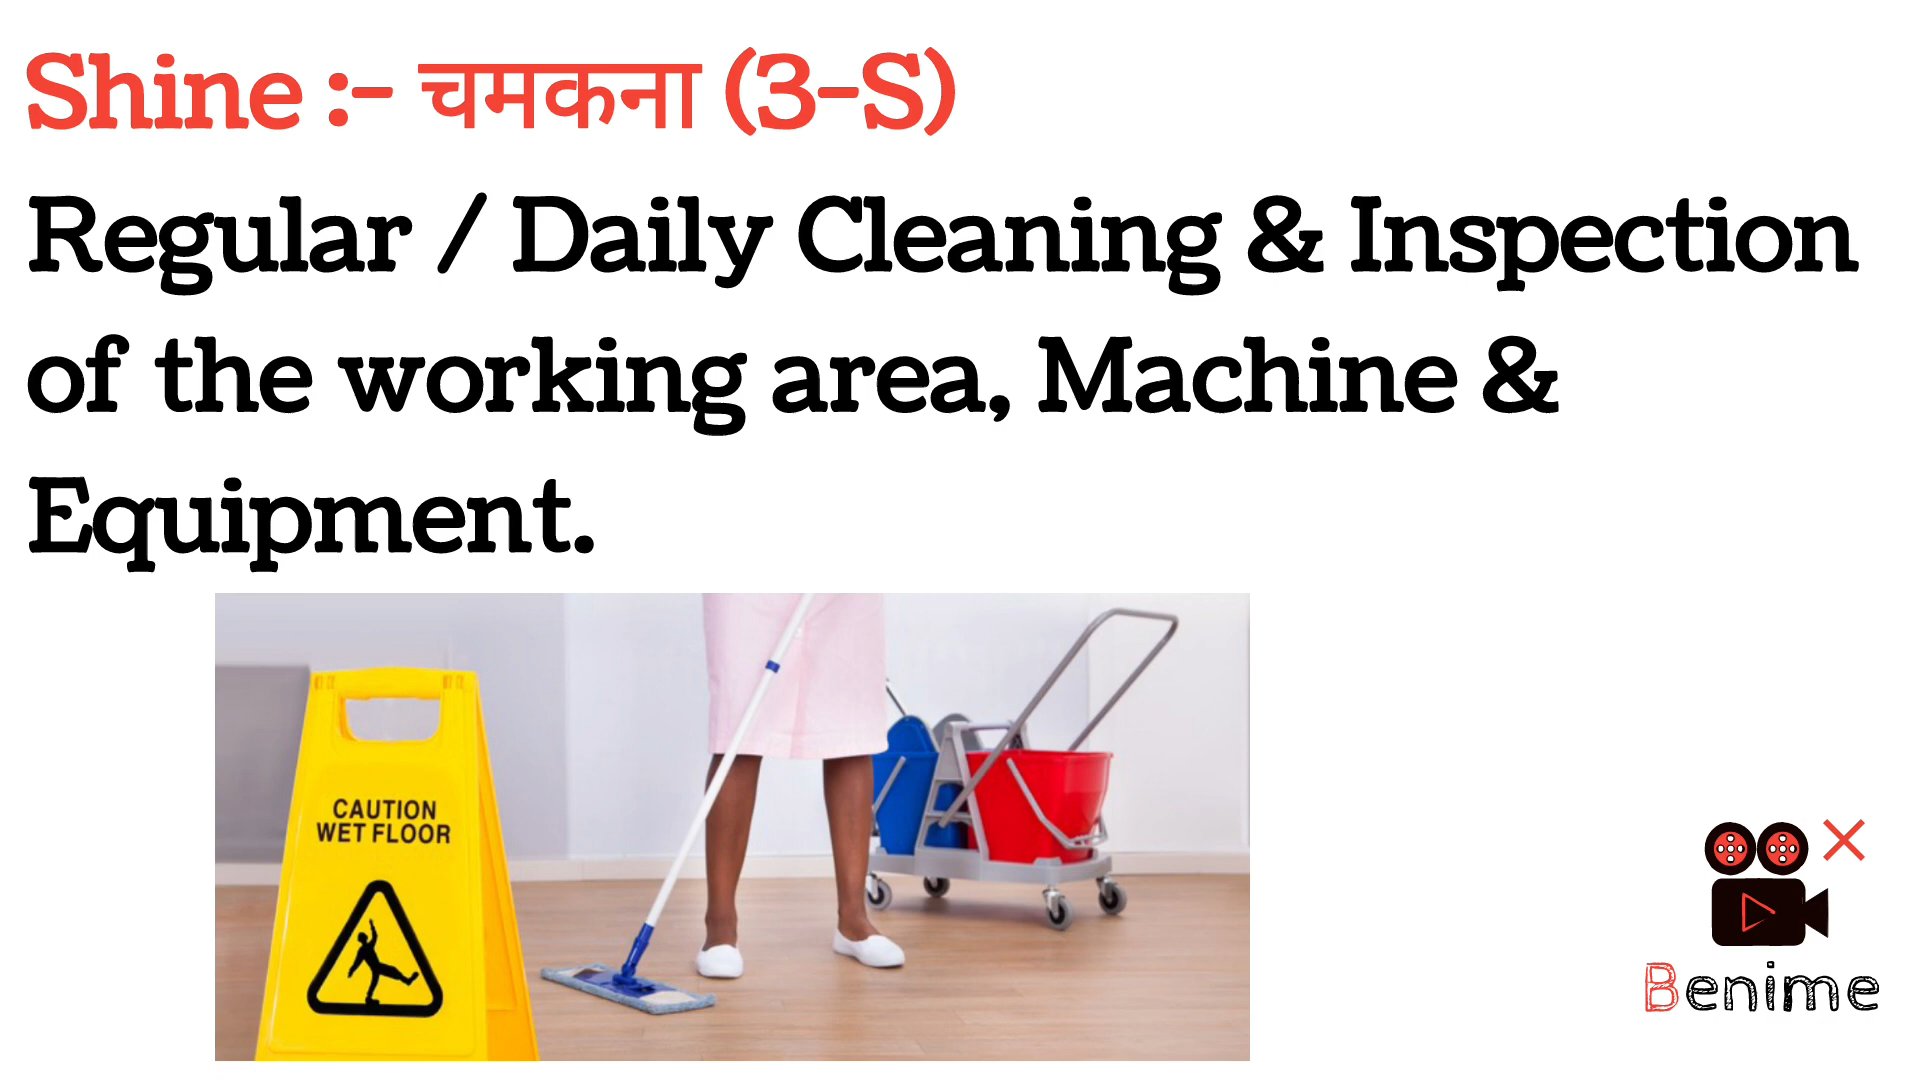 Shine :- चमकना (3-S)
Regular / Daily Cleaning & Inspection
of the working area, Machine &
Equipment.
CAUTION
WET FLOOR
Benime